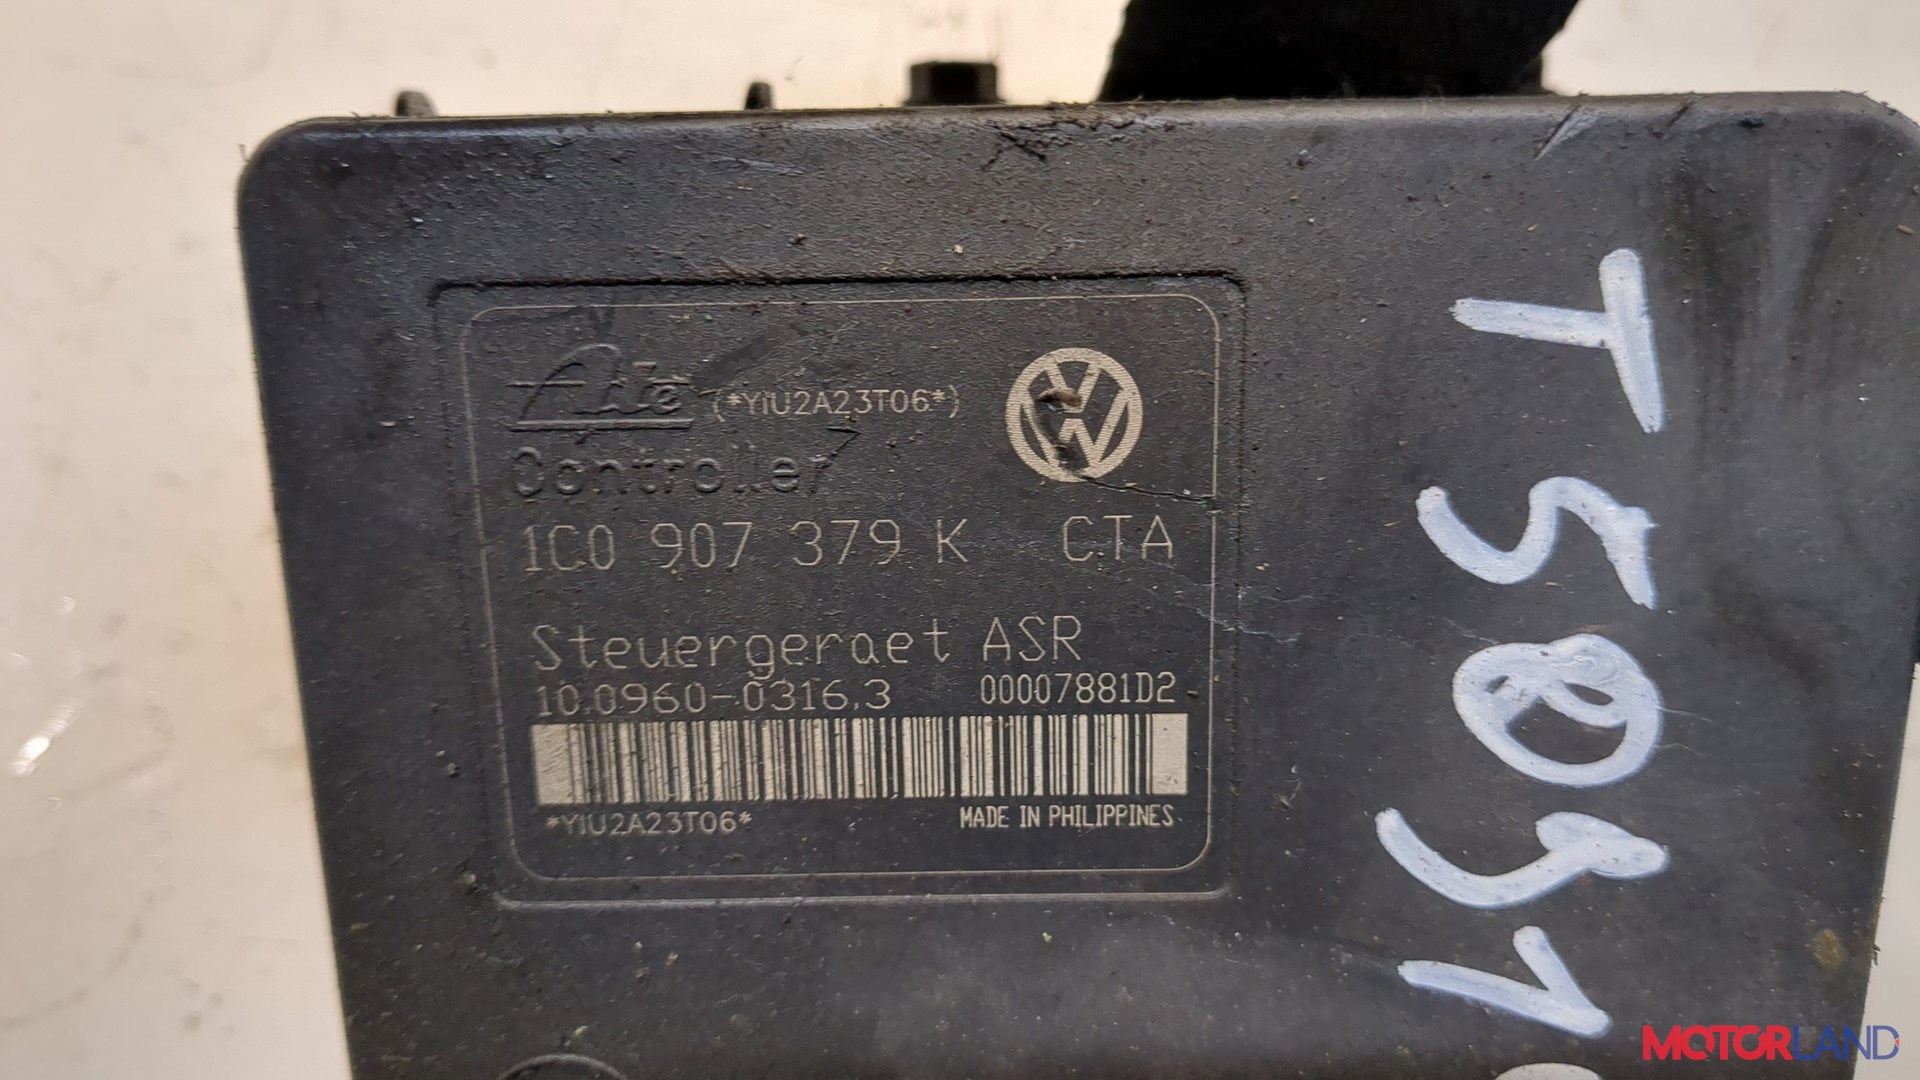 Ate (*YIU2A23T06*)
Controller
1C0 907 379 K CTA
Steuergeraet ASR
10.0960-0316.3 00007881D2
*YIU2A23T06* MADE IN PHILIPPINES
MOTORLAND